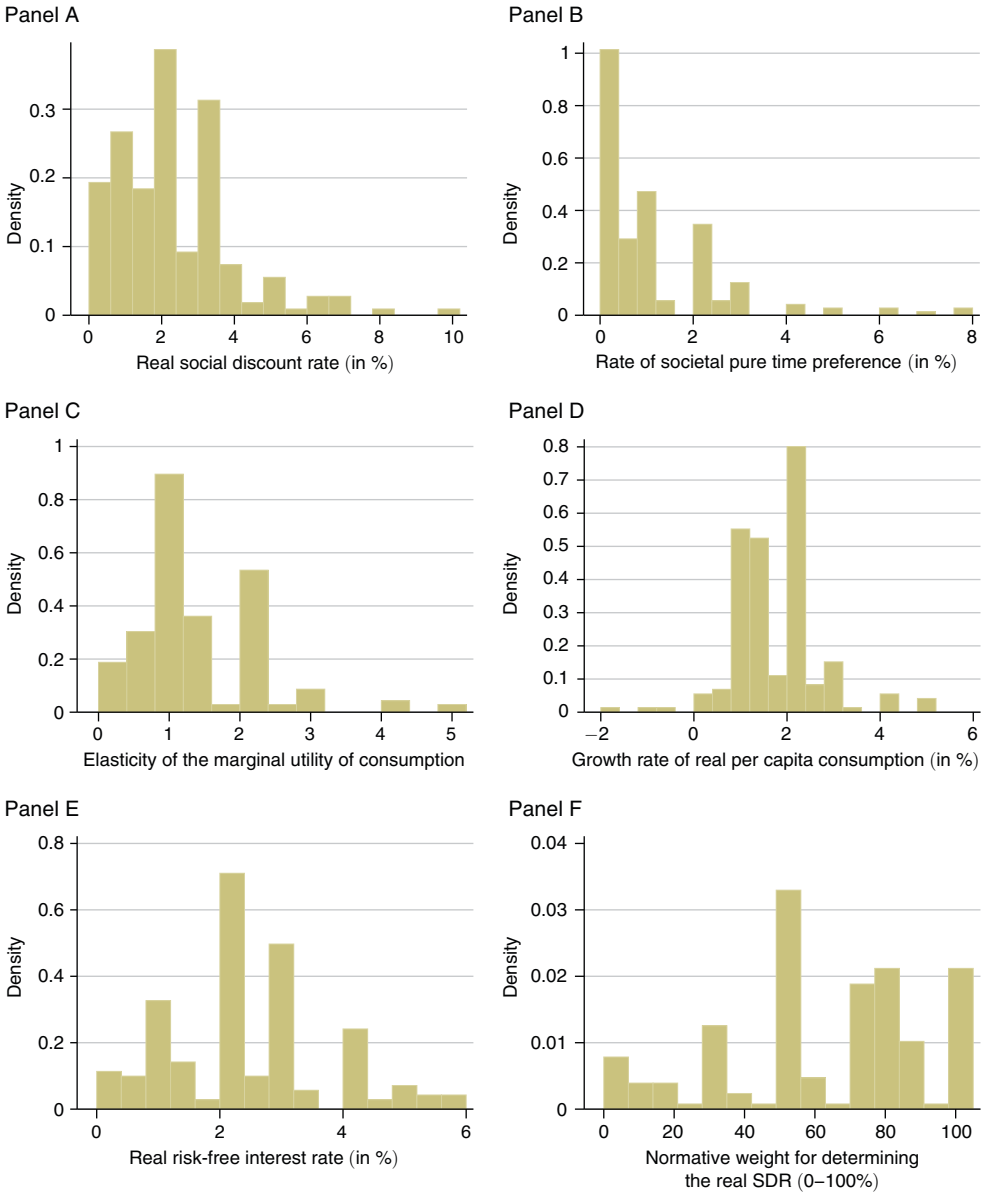 Panel A
Density
0.3
0.2
0.1
0
0 2 4 6 8 10
Real social discount rate (in %)
Panel B
Density
1
0.8
0.6
0.4
0.2
0
0 2 4 6 8
Rate of societal pure time preference (in %)
Panel C
Density
1
0.8
0.6
0.4
0.2
0
0 1 2 3 4 5
Elasticity of the marginal utility of consumption
Panel D
Density
0.8
0.7
0.6
0.5
0.4
0.3
0.2
0.1
0
−2 0 2 4 6
Growth rate of real per capita consumption (in %)
Panel E
Density
0.8
0.6
0.4
0.2
0
0 2 4 6
Real risk-free interest rate (in %)
Panel F
Density
0.04
0.03
0.02
0.01
0
0 20 40 60 80 100
Normative weight for determining
the real SDR (0–100%)